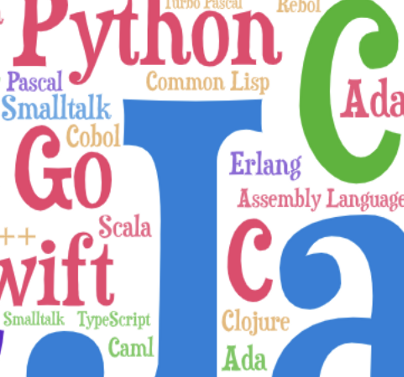 Turbo Pascal
Rebol
Python
C
Pascal
Common Lisp
Ada
Smalltalk
Cobol
Go
Erlang
Assembly Language
Scala
++
wift
C
Ja
Smalltalk
TypeScript
Clojure
Caml
Ada